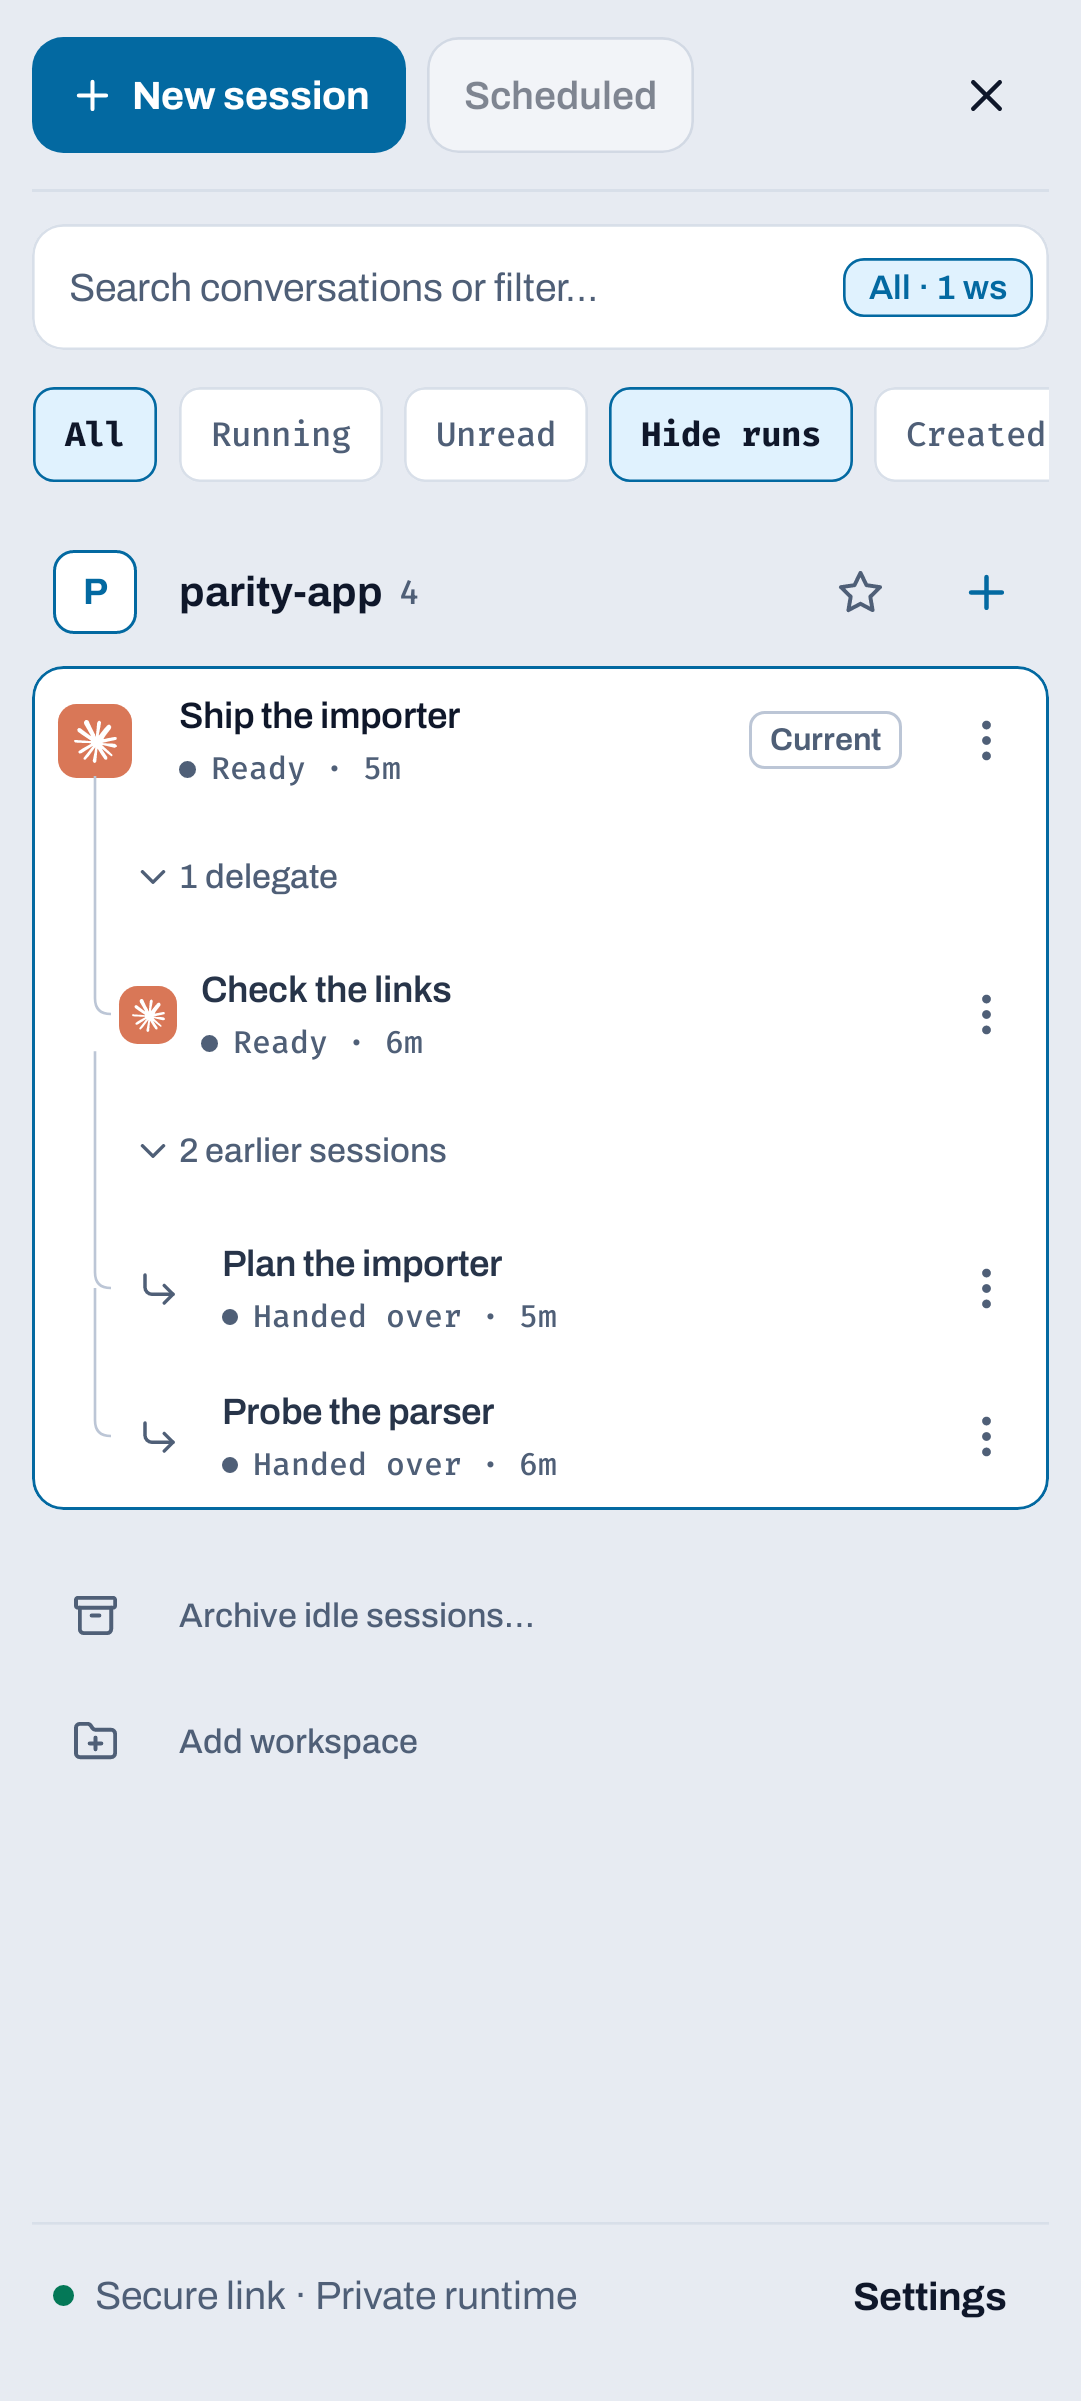 New session
Scheduled
Search conversations or filter...
All · 1 ws
All
Running
Unread
Hide runs
Created
P
parity-app 4
Ship the importer
Ready · 5m
Current
1 delegate
Check the links
Ready · 6m
2 earlier sessions
Plan the importer
Handed over · 5m
Probe the parser
Handed over · 6m
Archive idle sessions...
Add workspace
Secure link · Private runtime
Settings